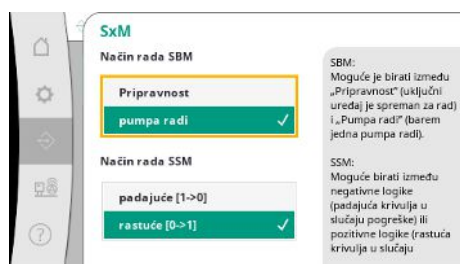 SxM
Način rada SBM
Pripravnost
pumpa radi
Način rada SSM
padajuće [1->0]
rastuće [0->1]
SBM:
Moguće je birati između
„Pripravnost" (uključni
uređaj je spreman za rad)
i „Pumpa radi" (barem
jedna pumpa radi).
SSM:
Moguće birati između
negativne logike
(padajuća krivulja u
slučaju pogreške) ili
pozitivne logike (rastuća
krivulja u slučaju